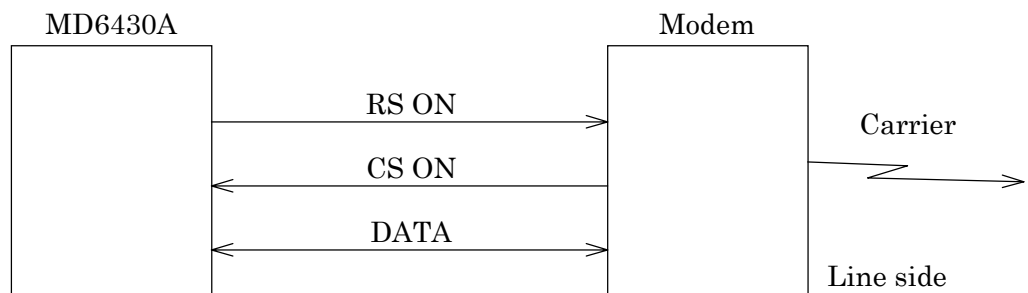 MD6430A
Modem
RS ON
Carrier
CS ON
DATA
Line side